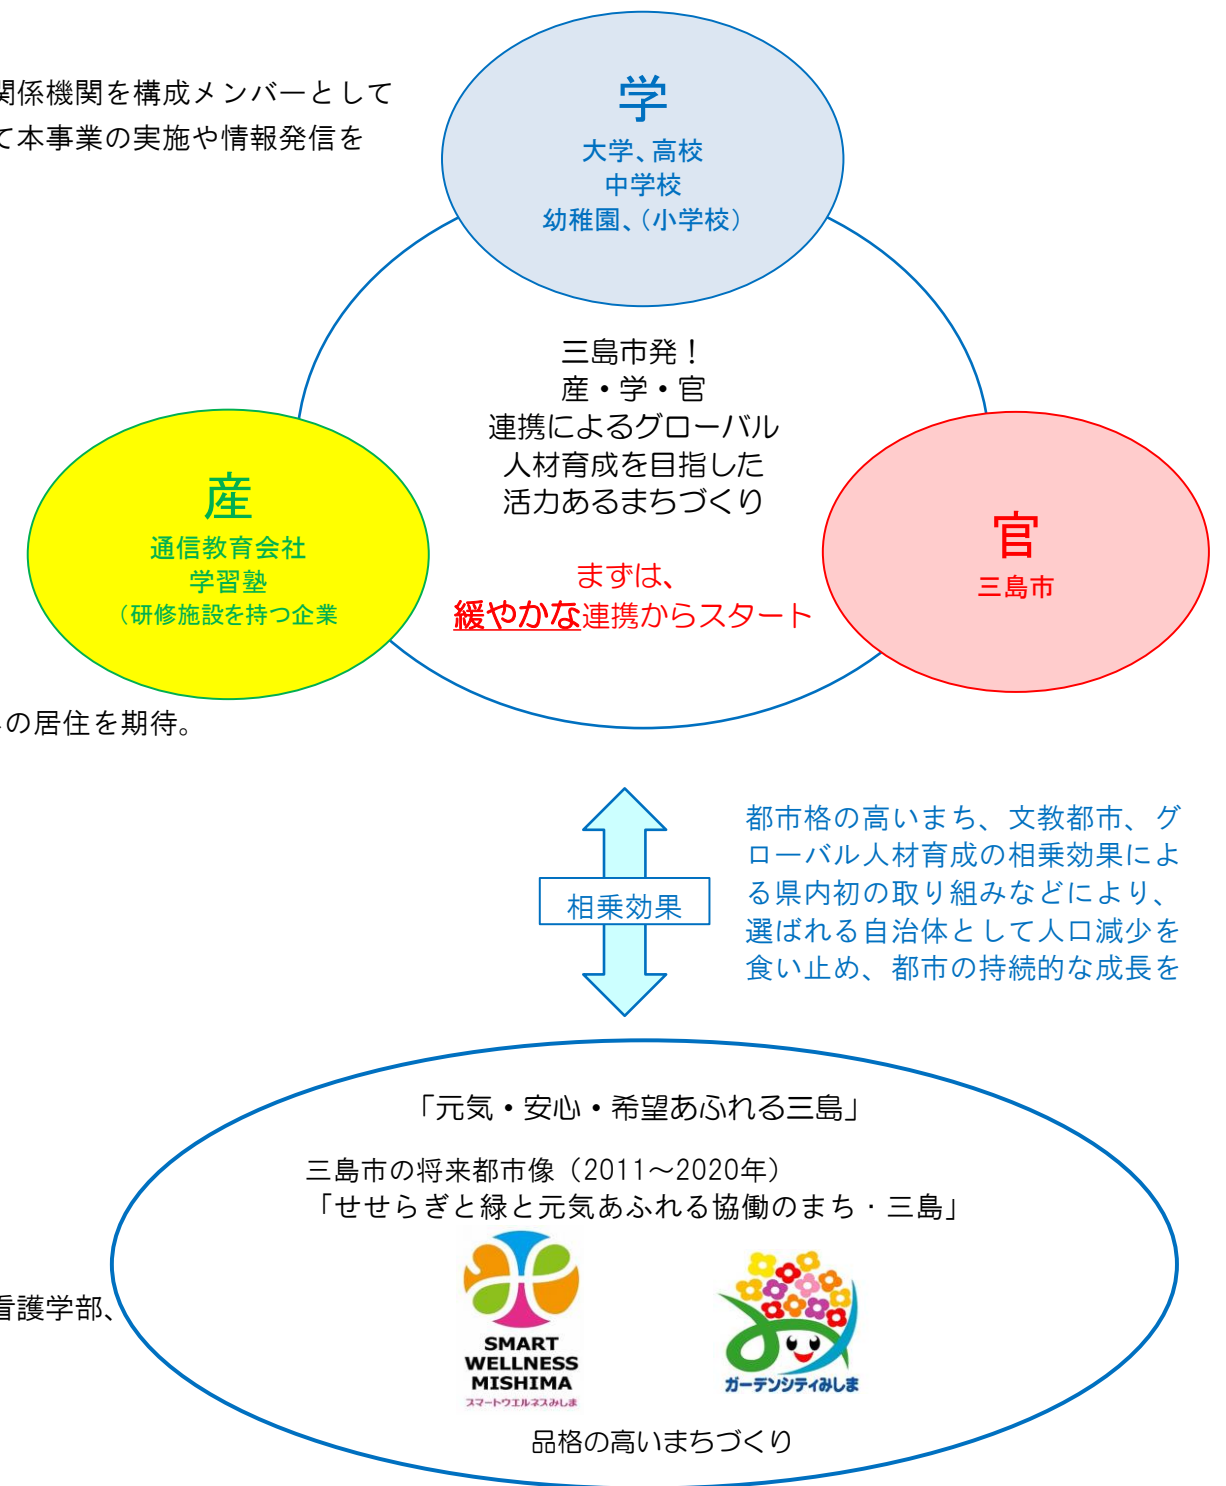 関係機関を構成メンバーとして
て本事業の実施や情報発信を
学
大学、高校
中学校
幼稚園、（小学校）
三島市発！
産・学・官
連携によるグローバル
人材育成を目指した
活力あるまちづくり
まずは、
緩やかな連携からスタート
産
通信教育会社
学習塾
（研修施設を持つ企業
官
三島市
の居住を期待。
相乗効果
都市格の高いまち、文教都市、グ
ローバル人材育成の相乗効果によ
る県内初の取り組みなどにより、
選ばれる自治体として人口減少を
食い止め、都市の持続的な成長を
「元気・安心・希望あふれる三島」
三島市の将来都市像（2011～2020年）
「せせらぎと緑と元気あふれる協働のまち・三島」
看護学部、
SMART
WELLNESS
MISHIMA
スマートウエルネスみしま
ガーデンシティみしま
品格の高いまちづくり